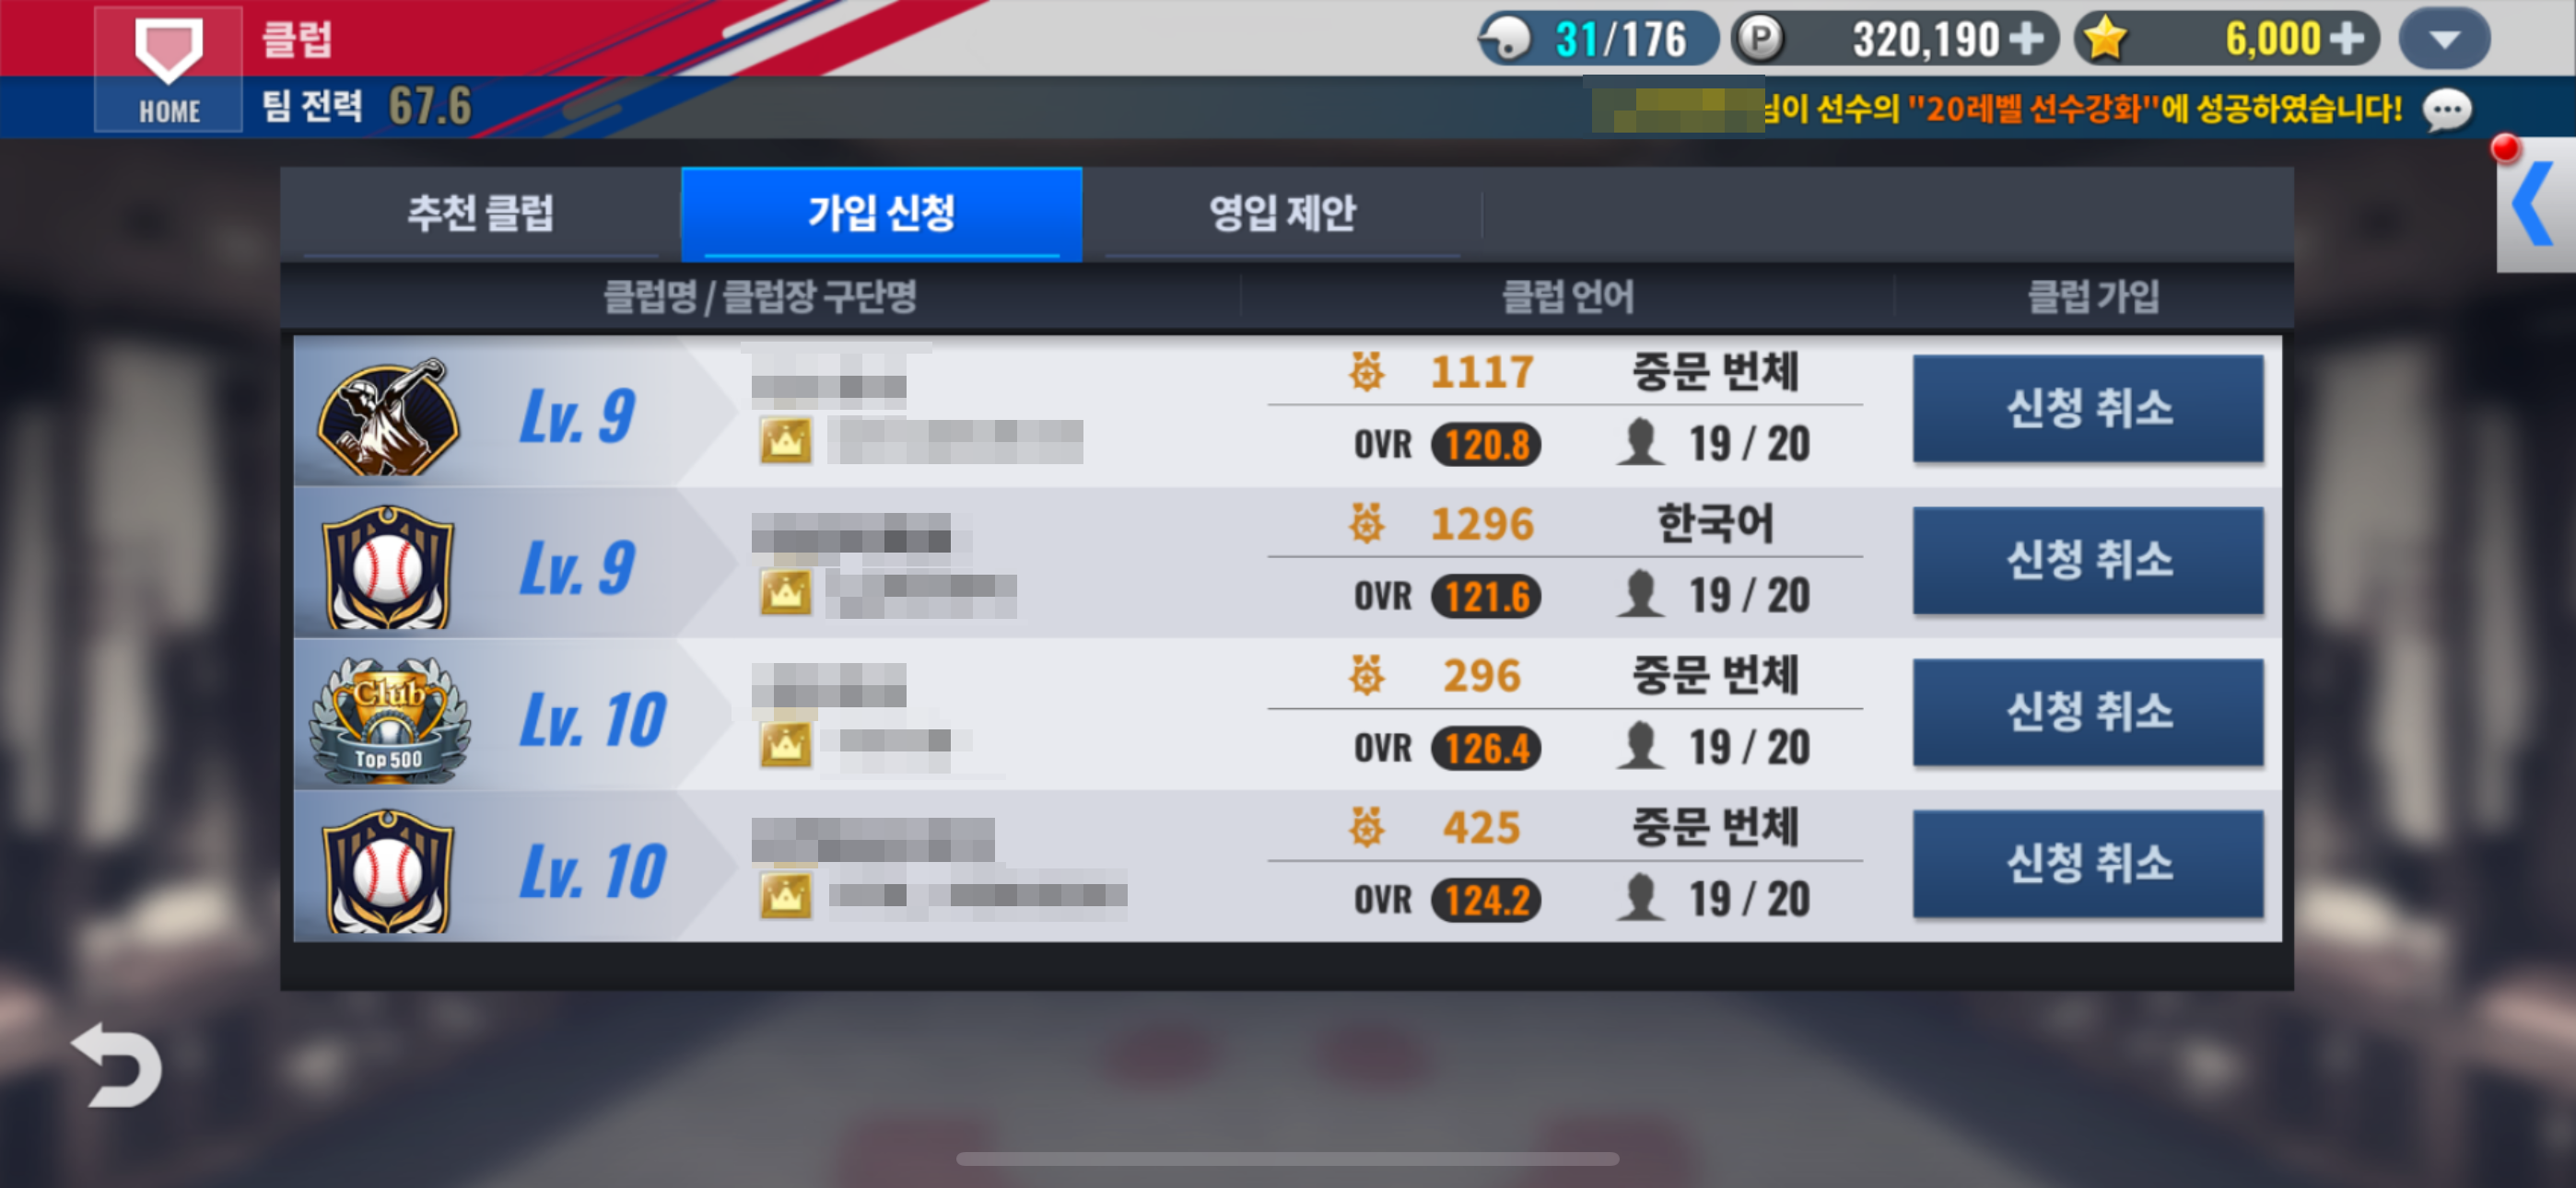 클럽
31/176
320,190
6,000
HOME
팀 전력 67.6
님이 선수의 "20레벨 선수강화"에 성공하였습니다!
추천 클럽
가입 신청
영입 제안
클럽명 / 클럽장 구단명
클럽 언어
클럽 가입
Lv. 9
1117
중문 번체
OVR 120.8
19 / 20
신청 취소
Lv. 9
1296
한국어
OVR 121.6
19 / 20
신청 취소
Club
Top 500
Lv. 10
296
중문 번체
OVR 126.4
19 / 20
신청 취소
Lv. 10
425
중문 번체
OVR 124.2
19 / 20
신청 취소